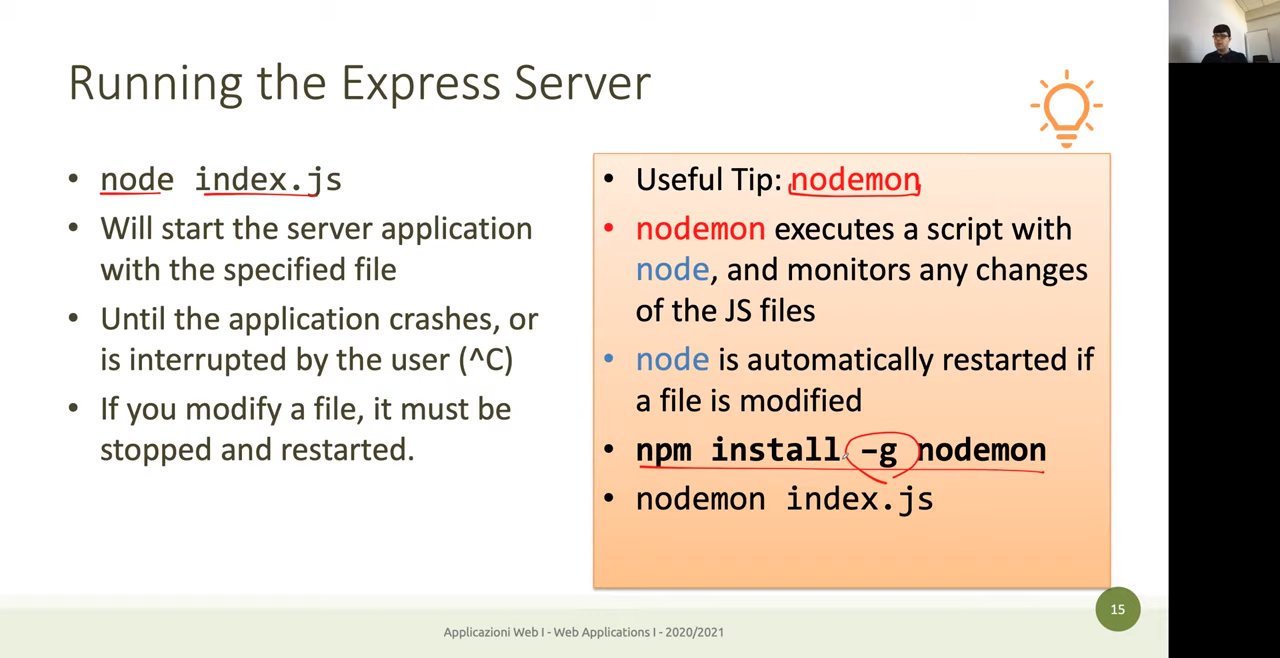 Running the Express Server
• node index.js
• Will start the server application
with the specified file
• Until the application crashes, or
is interrupted by the user (^C)
• If you modify a file, it must be
stopped and restarted.
• Useful Tip: nodemon
• nodemon executes a script with
node, and monitors any changes
of the JS files
• node is automatically restarted if
a file is modified
• npm install –g nodemon
• nodemon index.js
15
Applicazioni Web I - Web Applications I - 2020/2021